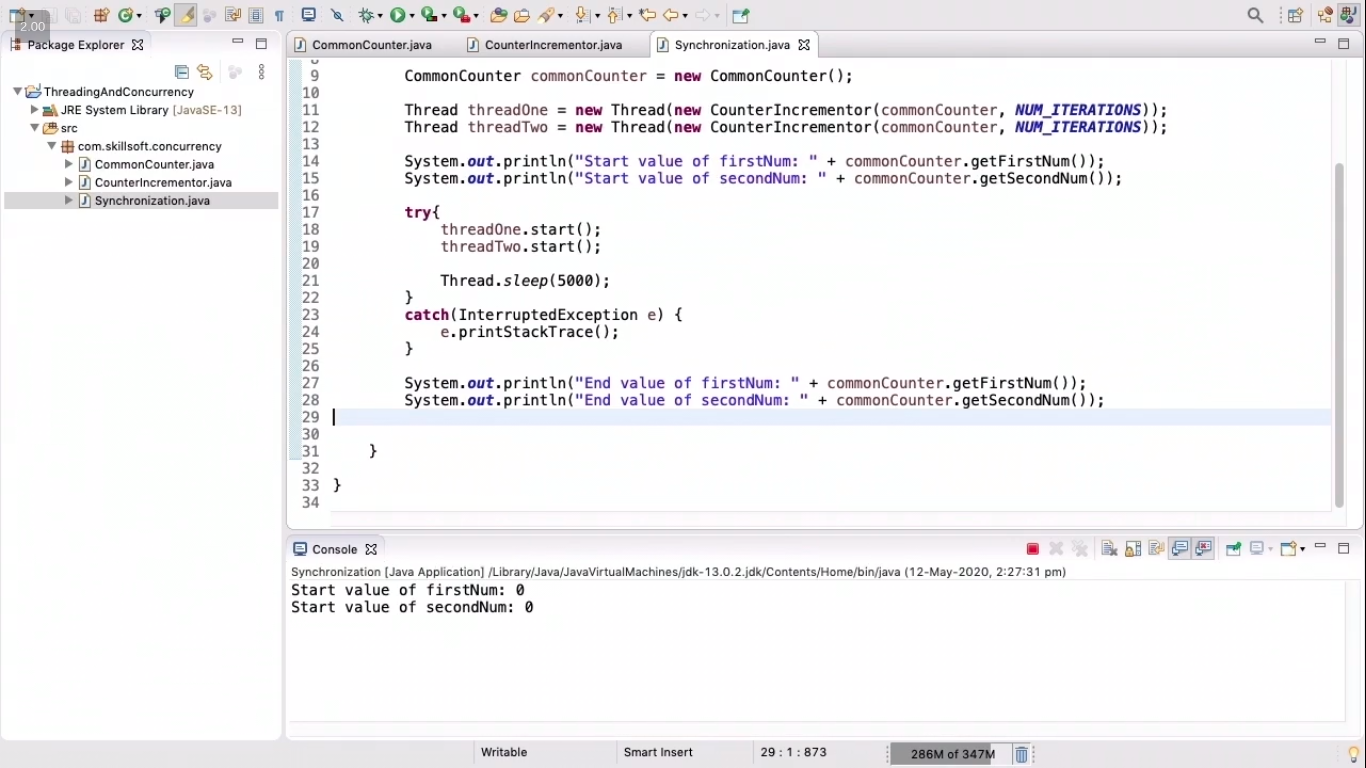 2.00
Package Explorer
ThreadingAndConcurrency
JRE System Library [JavaSE-13]
src
com.skillsoft.concurrency
CommonCounter.java
CounterIncrementor.java
Synchronization.java
CommonCounter.java CounterIncrementor.java Synchronization.java
8
9 CommonCounter commonCounter = new CommonCounter();
10
11 Thread threadOne = new Thread(new CounterIncrementor(commonCounter, NUM_ITERATIONS));
12 Thread threadTwo = new Thread(new CounterIncrementor(commonCounter, NUM_ITERATIONS));
13
14 System.out.println("Start value of firstNum: " + commonCounter.getFirstNum());
15 System.out.println("Start value of secondNum: " + commonCounter.getSecondNum());
16
17 try{
18 threadOne.start();
19 threadTwo.start();
20
21 Thread.sleep(5000);
22 }
23 catch(InterruptedException e) {
24 e.printStackTrace();
25 }
26
27 System.out.println("End value of firstNum: " + commonCounter.getFirstNum());
28 System.out.println("End value of secondNum: " + commonCounter.getSecondNum());
29
30
31 }
32
33 }
34
Console
Synchronization [Java Application] /Library/Java/JavaVirtualMachines/jdk-13.0.2.jdk/Contents/Home/bin/java (12-May-2020, 2:27:31 pm)
Start value of firstNum: 0
Start value of secondNum: 0
Writable Smart Insert 29 : 1 : 873 286M of 347M